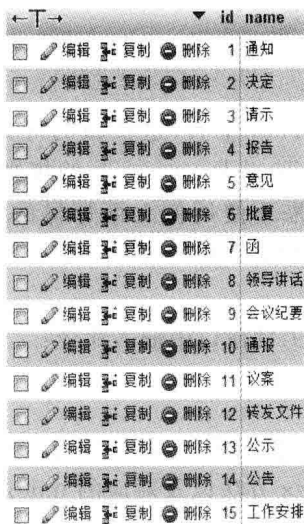 ←T→ ▼ id name
编辑 复制 删除 1 通知
编辑 复制 删除 2 决定
编辑 复制 删除 3 请示
编辑 复制 删除 4 报告
编辑 复制 删除 5 意见
编辑 复制 删除 6 批复
编辑 复制 删除 7 函
编辑 复制 删除 8 领导讲话
编辑 复制 删除 9 会议纪要
编辑 复制 删除 10 通报
编辑 复制 删除 11 议案
编辑 复制 删除 12 转发文件
编辑 复制 删除 13 公示
编辑 复制 删除 14 公告
编辑 复制 删除 15 工作安排